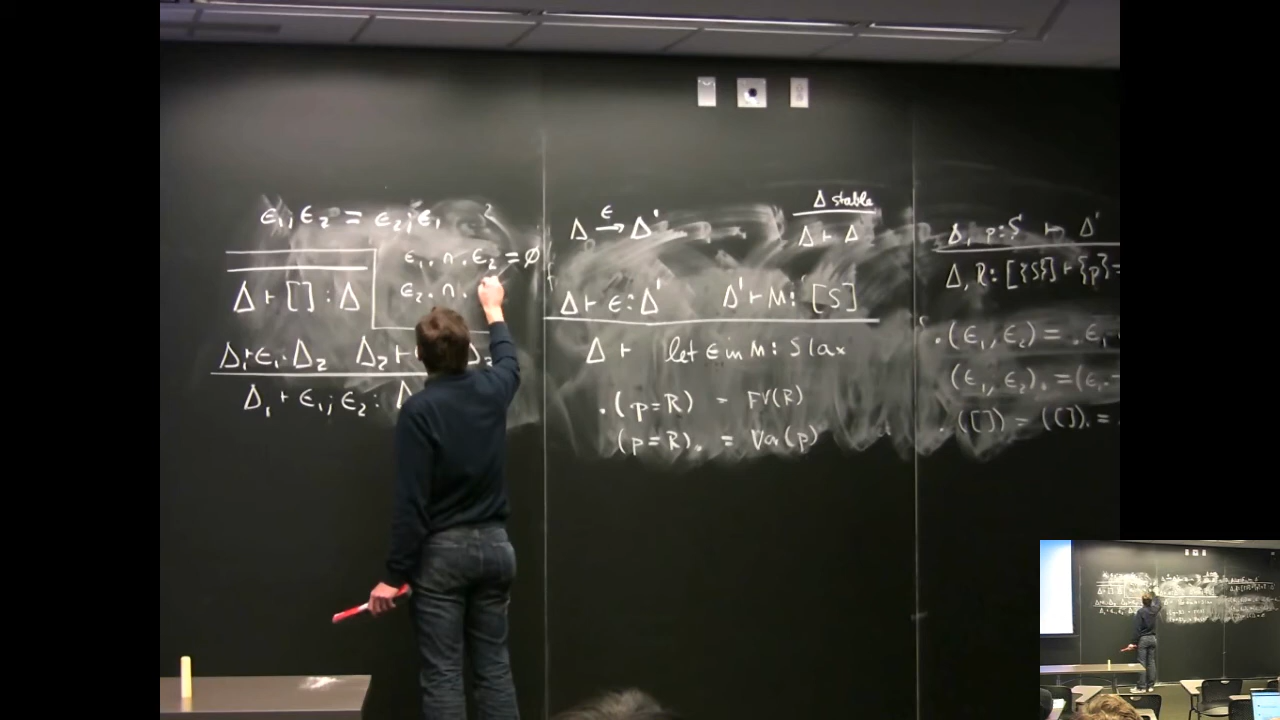 ϵ₁; ϵ₂ = ϵ₂; ϵ₁
ϵ₁. ∩ .ϵ₂ = ∅
ϵ₂. ∩ .
Δ ⊢ [] : Δ
Δ₁ ⊢ ϵ₁ : Δ₂ Δ₂ ⊢
Δ₁ ⊢ ϵ₁; ϵ₂ :
Δ —ϵ→ Δ'
Δ stable
Δ ⊢ Δ
Δ ⊢ ϵ : Δ' Δ' ⊢ M : [S]
Δ ⊢ let ϵ in M : S lax
.(p=R) = FV(R)
(p=R). = Var(p)
Δ, p:S ⊢ Δ'
Δ, R : [{S}] ⊢ {p} =
.(ϵ₁, ϵ₂) = .ϵ₁ -
(ϵ₁, ϵ₂). = (ϵ₁. -
.([]) = ([]). =